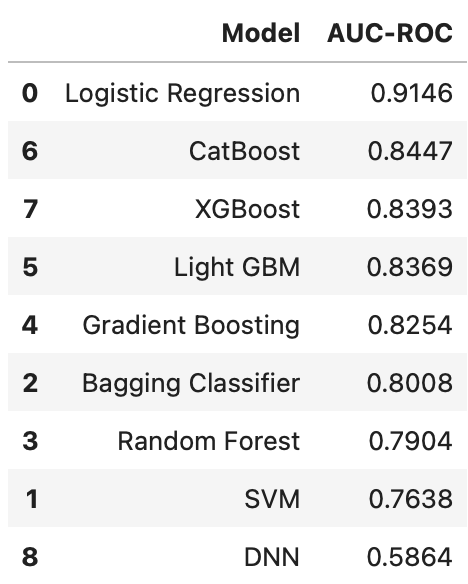 Model AUC-ROC
0 Logistic Regression 0.9146
6 CatBoost 0.8447
7 XGBoost 0.8393
5 Light GBM 0.8369
4 Gradient Boosting 0.8254
2 Bagging Classifier 0.8008
3 Random Forest 0.7904
1 SVM 0.7638
8 DNN 0.5864